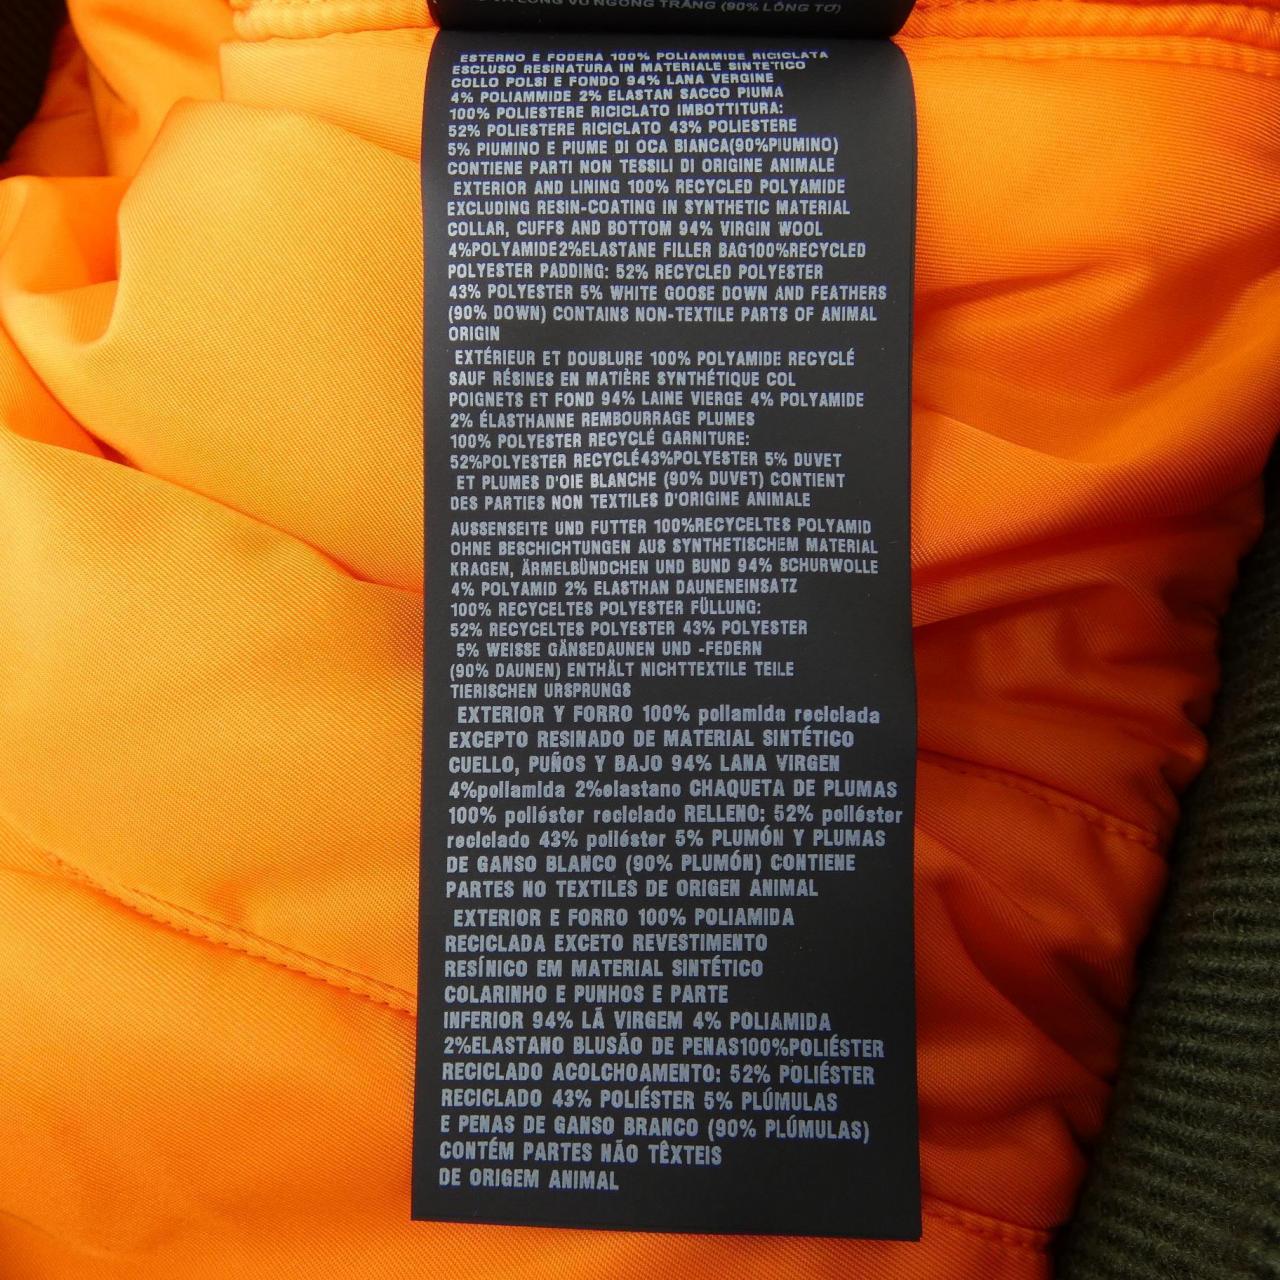 LÔNG VŨ NGỖNG TRẮNG (90% LÔNG TƠ)
ESTERNO E FODERA 100% POLIAMMIDE RICICLATA
ESCLUSO RESINATURA IN MATERIALE SINTETICO
COLLO POLSI E FONDO 94% LANA VERGINE
4% POLIAMMIDE 2% ELASTAN SACCO PIUMA
100% POLIESTERE RICICLATO IMBOTTITURA:
52% POLIESTERE RICICLATO 43% POLIESTERE
5% PIUMINO E PIUME DI OCA BIANCA(90%PIUMINO)
CONTIENE PARTI NON TESSILI DI ORIGINE ANIMALE
EXTERIOR AND LINING 100% RECYCLED POLYAMIDE
EXCLUDING RESIN-COATING IN SYNTHETIC MATERIAL
COLLAR, CUFFS AND BOTTOM 94% VIRGIN WOOL
4%POLYAMIDE2%ELASTANE FILLER BAG100%RECYCLED
POLYESTER PADDING: 52% RECYCLED POLYESTER
43% POLYESTER 5% WHITE GOOSE DOWN AND FEATHERS
(90% DOWN) CONTAINS NON-TEXTILE PARTS OF ANIMAL
ORIGIN
EXTÉRIEUR ET DOUBLURE 100% POLYAMIDE RECYCLÉ
SAUF RÉSINES EN MATIÈRE SYNTHÉTIQUE COL
POIGNETS ET FOND 94% LAINE VIERGE 4% POLYAMIDE
2% ÉLASTHANNE REMBOURRAGE PLUMES
100% POLYESTER RECYCLÉ GARNITURE:
52%POLYESTER RECYCLÉ43%POLYESTER 5% DUVET
ET PLUMES D'OIE BLANCHE (90% DUVET) CONTIENT
DES PARTIES NON TEXTILES D'ORIGINE ANIMALE
AUSSENSEITE UND FUTTER 100%RECYCELTES POLYAMID
OHNE BESCHICHTUNGEN AUS SYNTHETISCHEM MATERIAL
KRAGEN, ÄRMELBÜNDCHEN UND BUND 94% SCHURWOLLE
4% POLYAMID 2% ELASTHAN DAUNENEINSATZ
100% RECYCELTES POLYESTER FÜLLUNG:
52% RECYCELTES POLYESTER 43% POLYESTER
5% WEISSE GÄNSEDAUNEN UND -FEDERN
(90% DAUNEN) ENTHÄLT NICHTTEXTILE TEILE
TIERISCHEN URSPRUNGS
EXTERIOR Y FORRO 100% poliamida reciclada
EXCEPTO RESINADO DE MATERIAL SINTÉTICO
CUELLO, PUÑOS Y BAJO 94% LANA VIRGEN
4%poliamida 2%elastano CHAQUETA DE PLUMAS
100% poliéster reciclado RELLENO: 52% poliéster
reciclado 43% poliéster 5% PLUMÓN Y PLUMAS
DE GANSO BLANCO (90% PLUMÓN) CONTIENE
PARTES NO TEXTILES DE ORIGEN ANIMAL
EXTERIOR E FORRO 100% POLIAMIDA
RECICLADA EXCETO REVESTIMENTO
RESÍNICO EM MATERIAL SINTÉTICO
COLARINHO E PUNHOS E PARTE
INFERIOR 94% LÃ VIRGEM 4% POLIAMIDA
2%ELASTANO BLUSÃO DE PENAS100%POLIÉSTER
RECICLADO ACOLCHOAMENTO: 52% POLIÉSTER
RECICLADO 43% POLIÉSTER 5% PLÚMULAS
E PENAS DE GANSO BRANCO (90% PLÚMULAS)
CONTÉM PARTES NÃO TÊXTEIS
DE ORIGEM ANIMAL